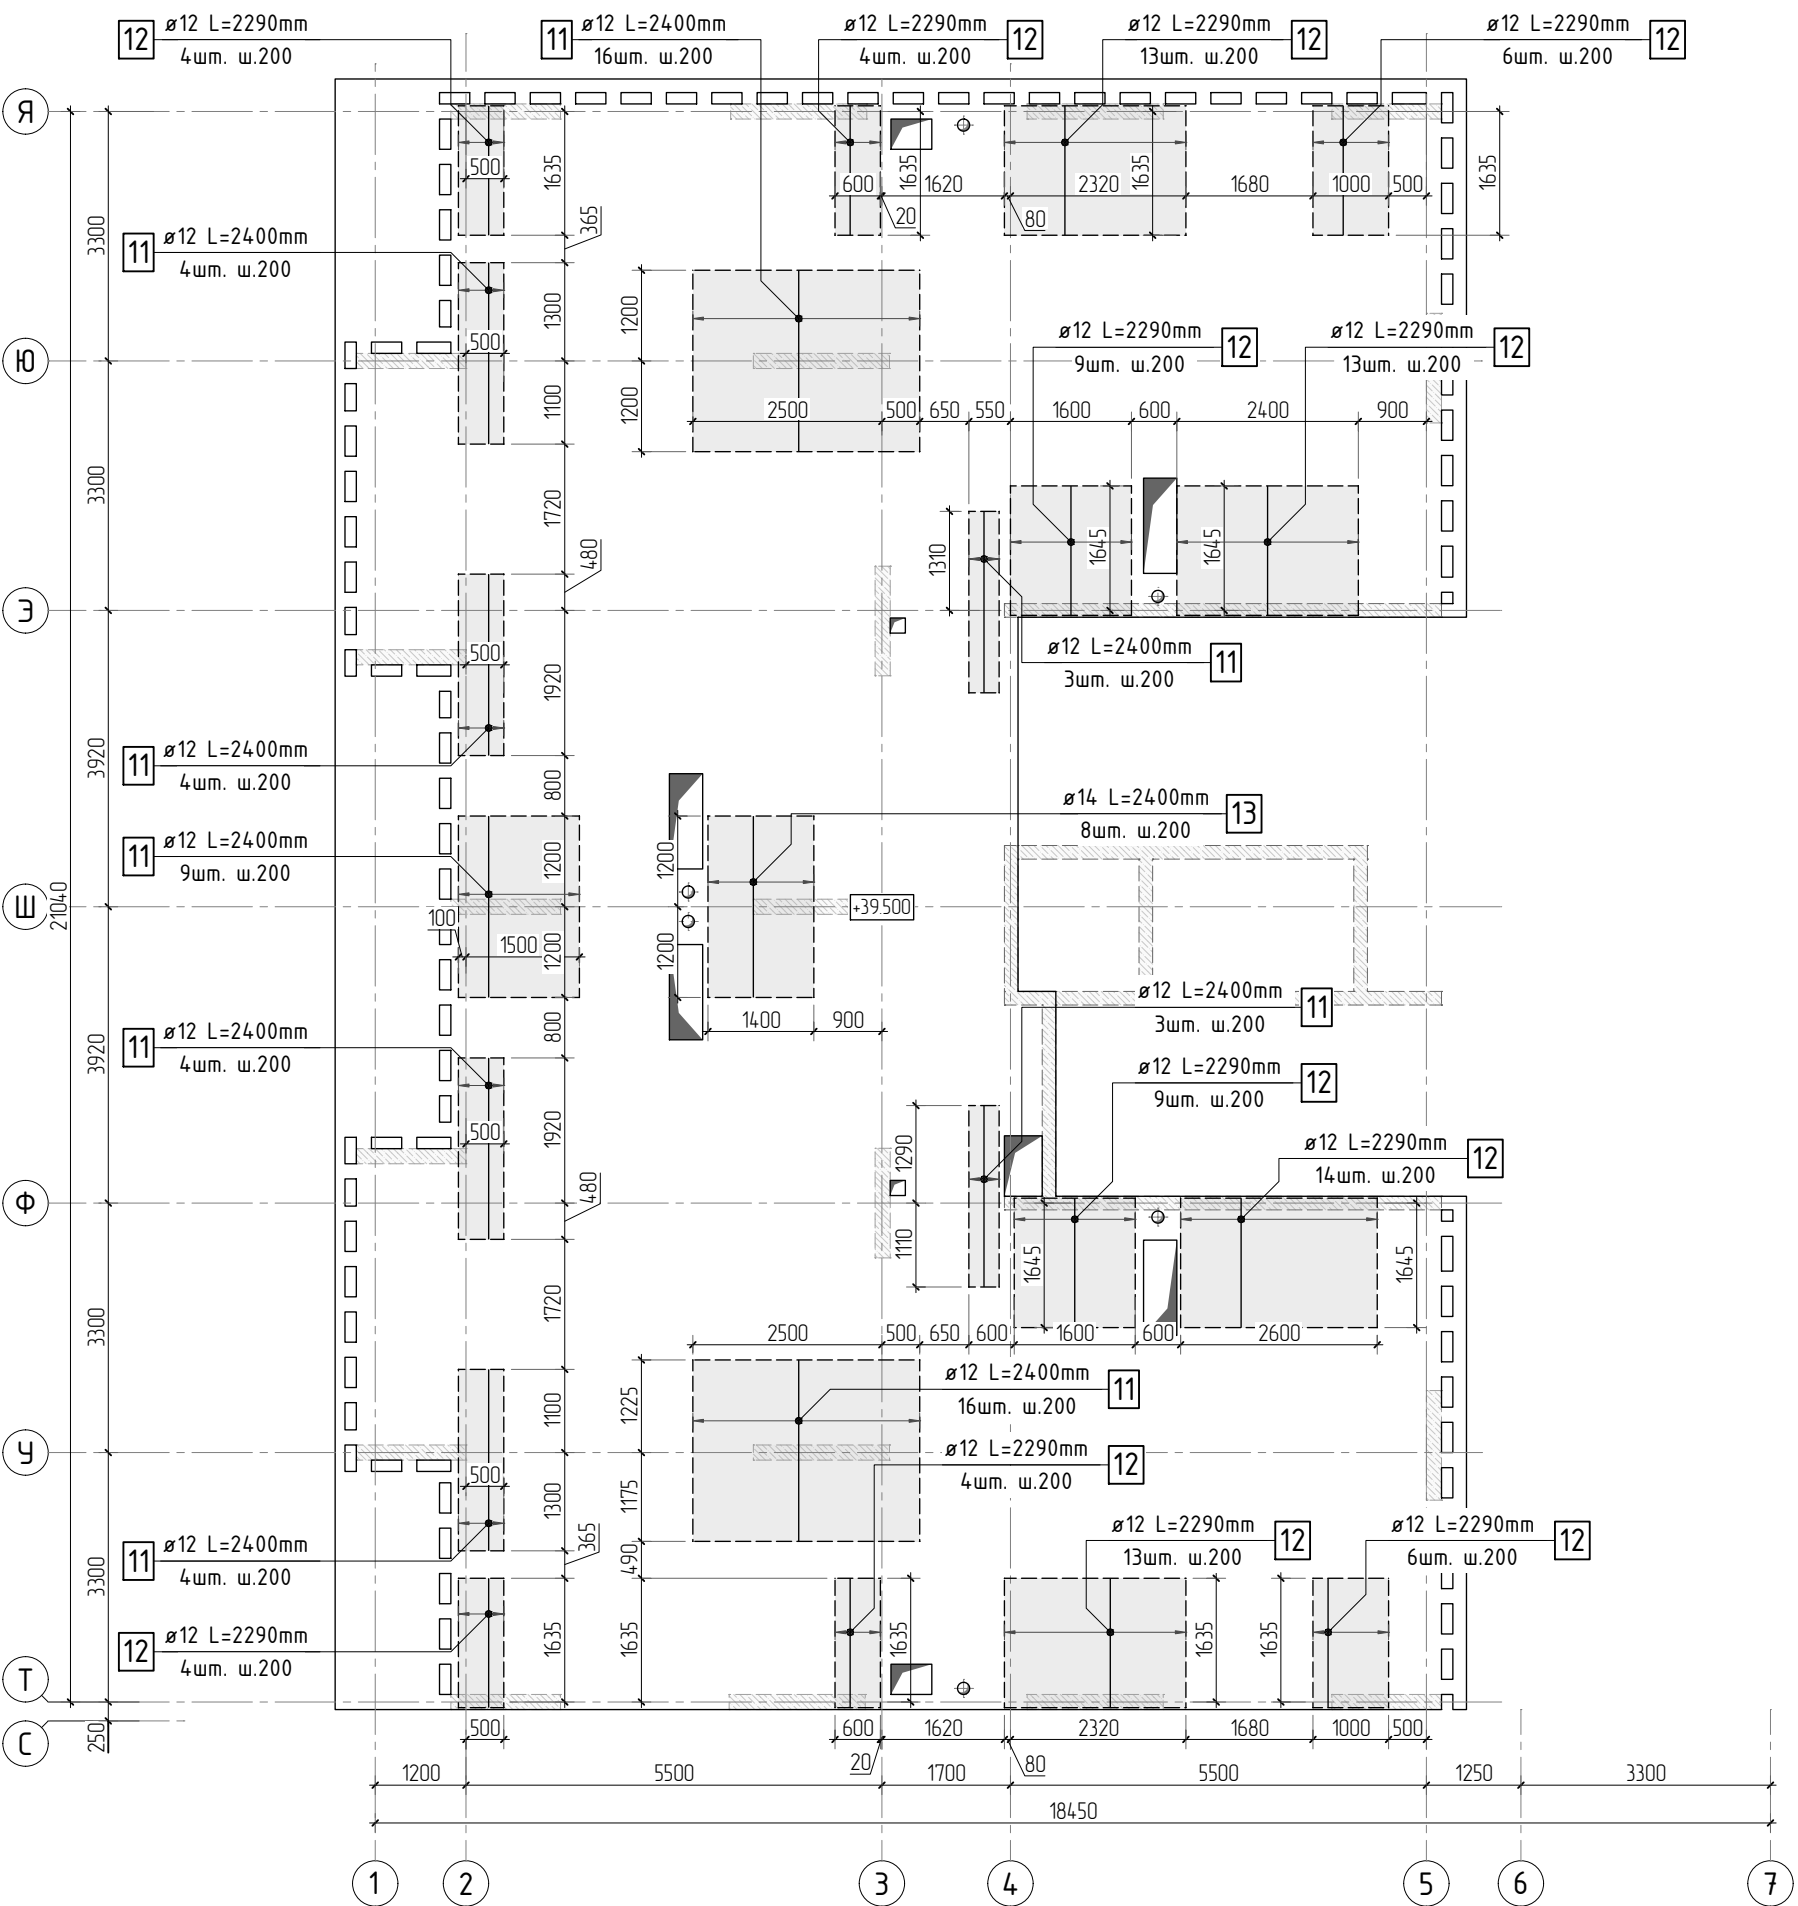 12 ø12 L=2290mm
4шт. ш.200
11 ø12 L=2400mm
16шт. ш.200
ø12 L=2290mm 12
4шт. ш.200
ø12 L=2290mm 12
13шт. ш.200
ø12 L=2290mm 12
6шт. ш.200
Я
500
1635
600
1635
1620
2320
1635
1680
1000
500
1635
20
80
365
3300
11 ø12 L=2400mm
4шт. ш.200
1300
1200
500
Ю
ø12 L=2290mm 12
9шт. ш.200
ø12 L=2290mm 12
13шт. ш.200
1100
1200
2500
500
650
550
1600
600
2400
900
3300
1720
480
1310
1645
1645
Э
500
1920
ø12 L=2400mm 11
3шт. ш.200
3920
11 ø12 L=2400mm
4шт. ш.200
800
ø14 L=2400mm 13
8шт. ш.200
11 ø12 L=2400mm
9шт. ш.200
1200
1200
Ш
21040
+39.500
100
1500
1200
1200
1400
900
ø12 L=2400mm 11
3шт. ш.200
3920
11 ø12 L=2400mm
4шт. ш.200
800
ø12 L=2290mm 12
9шт. ш.200
500
1920
1290
ø12 L=2290mm 12
14шт. ш.200
Ф
480
1110
1645
1645
3300
1720
2500
500
650
600
1600
600
2600
1100
1225
ø12 L=2400mm 11
16шт. ш.200
У
ø12 L=2290mm 12
4шт. ш.200
500
1300
1175
365
490
11 ø12 L=2400mm
4шт. ш.200
ø12 L=2290mm 12
13шт. ш.200
ø12 L=2290mm 12
6шт. ш.200
3300
12 ø12 L=2290mm
4шт. ш.200
1635
1635
1635
1635
1635
Т
С
250
500
600
1620
2320
1680
1000
500
20
80
1200
5500
1700
5500
1250
3300
18450
1
2
3
4
5
6
7